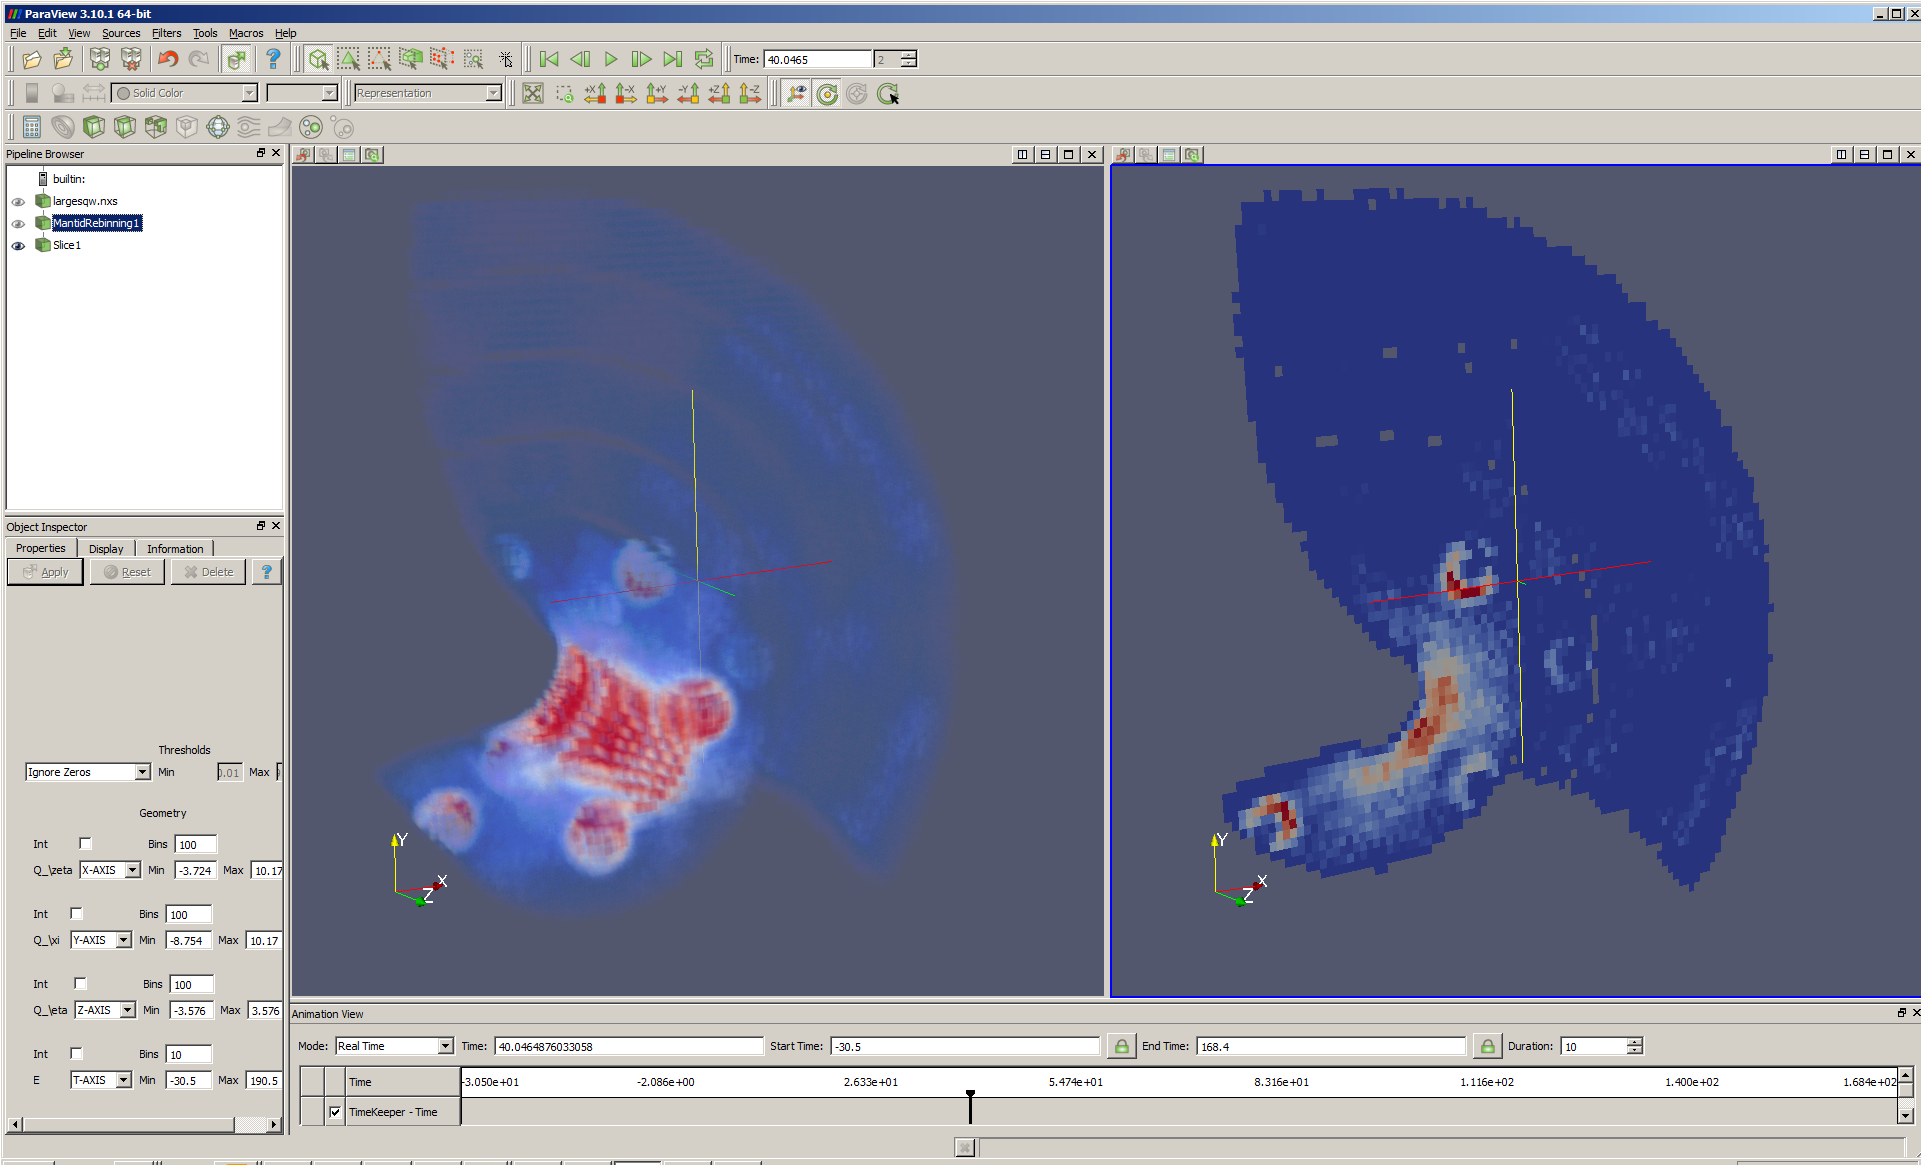 ParaView 3.10.1 64-bit
File Edit View Sources Filters Tools Macros Help
Time: 40.0465 2
Solid Color Representation +X -X +Y -Y +Z -Z
Pipeline Browser
builtin:
largesqw.nxs
MantidRebinning1
Slice1
Object Inspector
Properties Display Information
Apply Reset Delete ?
Thresholds
Ignore Zeros Min 0.01 Max
Geometry
Int Bins 100
Q_\zeta X-AXIS Min -3.724 Max 10.17
Int Bins 100
Q_\xi Y-AXIS Min -8.754 Max 10.17
Int Bins 100
Q_\eta Z-AXIS Min -3.576 Max 3.576
Int Bins 10
E T-AXIS Min -30.5 Max 190.5
Y
X
Z
Y
X
Z
Animation View
Mode: Real Time Time: 40.0464876033058 Start Time: -30.5 End Time: 168.4 Duration: 10
Time -3.050e+01 -2.086e+00 2.633e+01 5.474e+01 8.316e+01 1.116e+02 1.400e+02 1.684e+02
TimeKeeper - Time